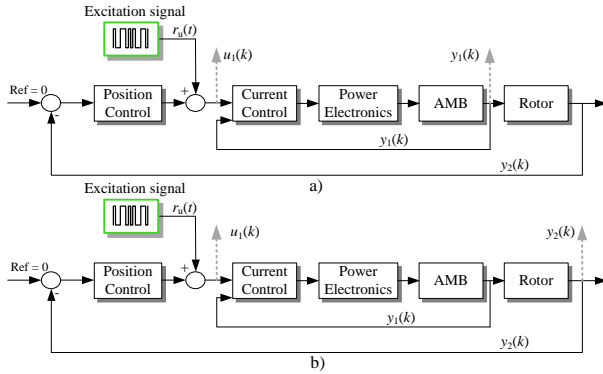 Excitation signal
r_u(t)
u_1(k)
y_1(k)
Ref = 0
+
-
Position Control
Current Control
Power Electronics
AMB
Rotor
y_1(k)
y_2(k)
a)
Excitation signal
r_u(t)
u_1(k)
y_2(k)
Ref = 0
+
-
Position Control
Current Control
Power Electronics
AMB
Rotor
y_1(k)
y_2(k)
b)